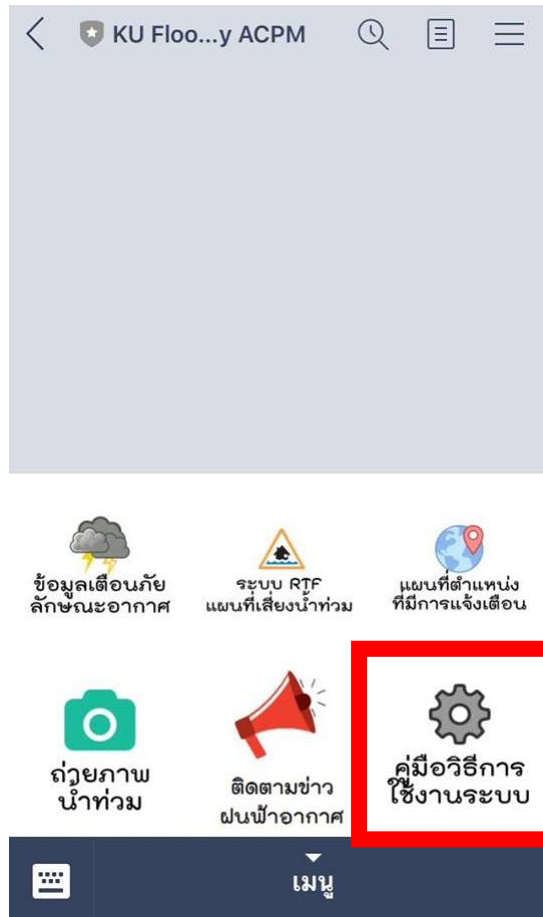 KU Floo...y ACPM
ข้อมูลเตือนภัย
ลักษณะอากาศ
ระบบ RTF
แผนที่เสี่ยงน้ำท่วม
แผนที่ตำแหน่ง
ที่มีการแจ้งเตือน
ถ่ายภาพ
น้ำท่วม
ติดตามข่าว
ฝนฟ้าอากาศ
คู่มือวิธีการ
ใช้งานระบบ
เมนู